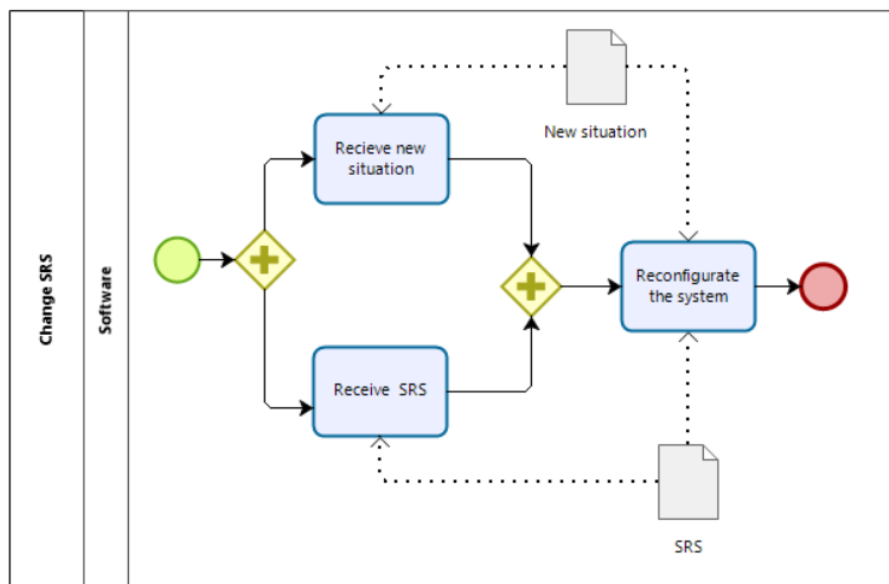 Change SRS
Software
New situation
Recieve new
situation
Reconfigurate
the system
Receive SRS
SRS